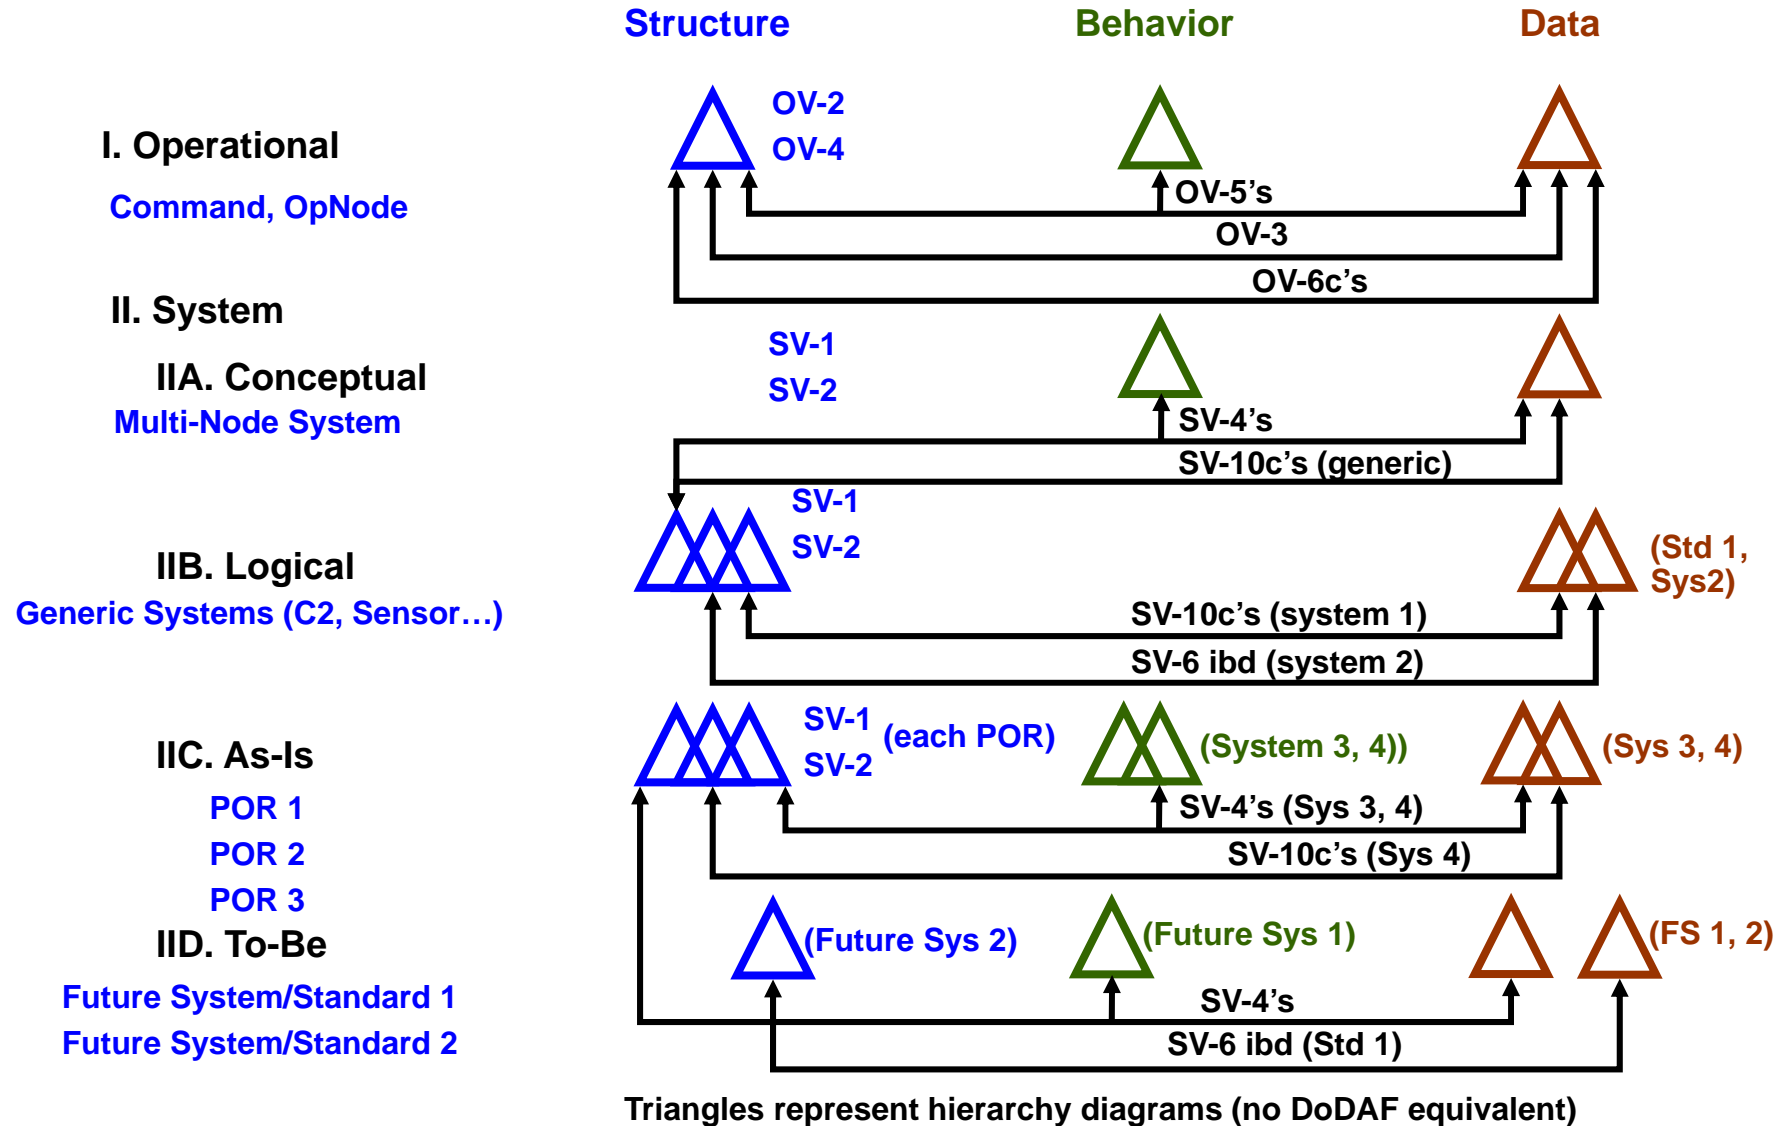 Structure Behavior Data
OV-2
OV-4
I. Operational
Command, OpNode
OV-5’s
OV-3
OV-6c’s
II. System
SV-1
SV-2
IIA. Conceptual
Multi-Node System
SV-4’s
SV-10c’s (generic)
SV-1
SV-2
IIB. Logical
(Std 1,
Sys2)
Generic Systems (C2, Sensor…)
SV-10c’s (system 1)
SV-6 ibd (system 2)
SV-1
SV-2
(each POR)
(System 3, 4))
(Sys 3, 4)
IIC. As-Is
POR 1
POR 2
POR 3
SV-4’s (Sys 3, 4)
SV-10c’s (Sys 4)
IID. To-Be
(Future Sys 2)
(Future Sys 1)
(FS 1, 2)
Future System/Standard 1
Future System/Standard 2
SV-4’s
SV-6 ibd (Std 1)
Triangles represent hierarchy diagrams (no DoDAF equivalent)